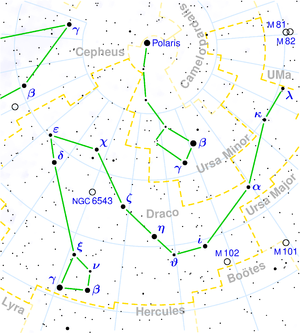 M 81
M 82
γ
Polaris
Cepheus
Camelopardalis
UMa
β
λ
κ
ε
χ
β
δ
γ
Ursa Minor
α
NGC 6543
ζ
Ursa Major
Draco
η
ϑ
ι
M 102
M 101
ξ
ν
Boötes
γ
β
Lyra
Hercules